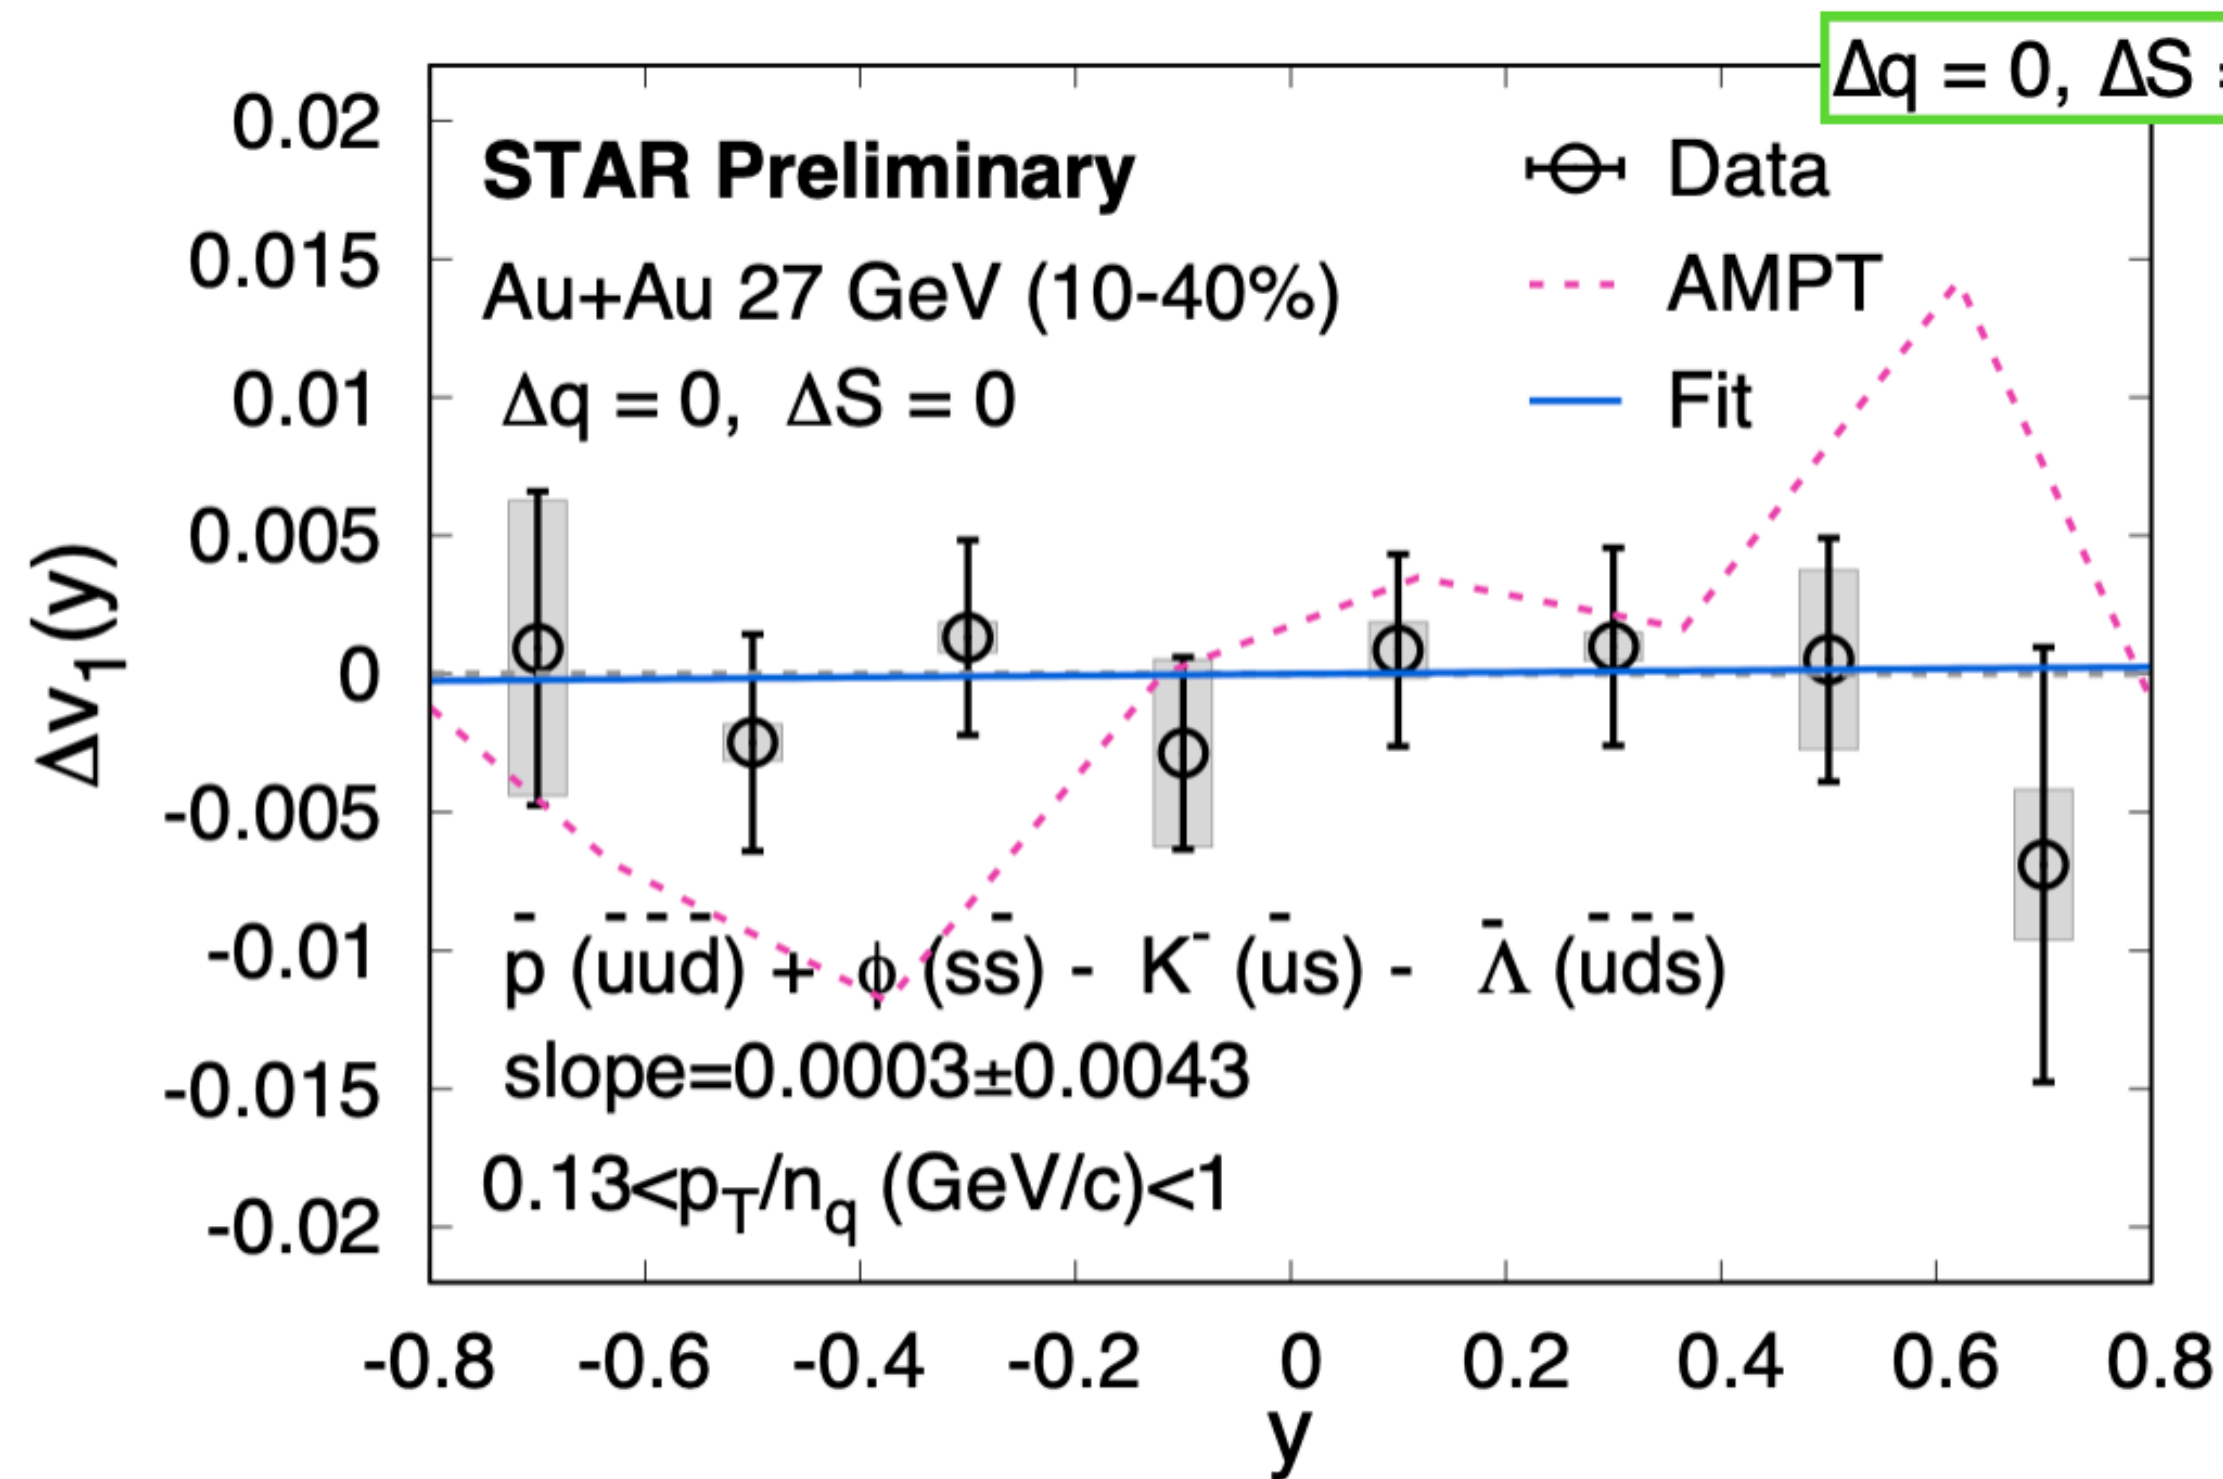 Δq = 0, ΔS =
STAR Preliminary
Au+Au 27 GeV (10-40%)
Δq = 0, ΔS = 0
Data
AMPT
Fit
0.02
0.015
0.01
0.005
0
-0.005
-0.01
-0.015
-0.02
Δv₁(y)
p̄ (ūūd̄) + ϕ (ss̄) - K⁻ (ūs) - Λ̄ (ūd̄s̄)
slope=0.0003±0.0043
0.13<p_T/n_q (GeV/c)<1
-0.8 -0.6 -0.4 -0.2 0 0.2 0.4 0.6 0.8
y